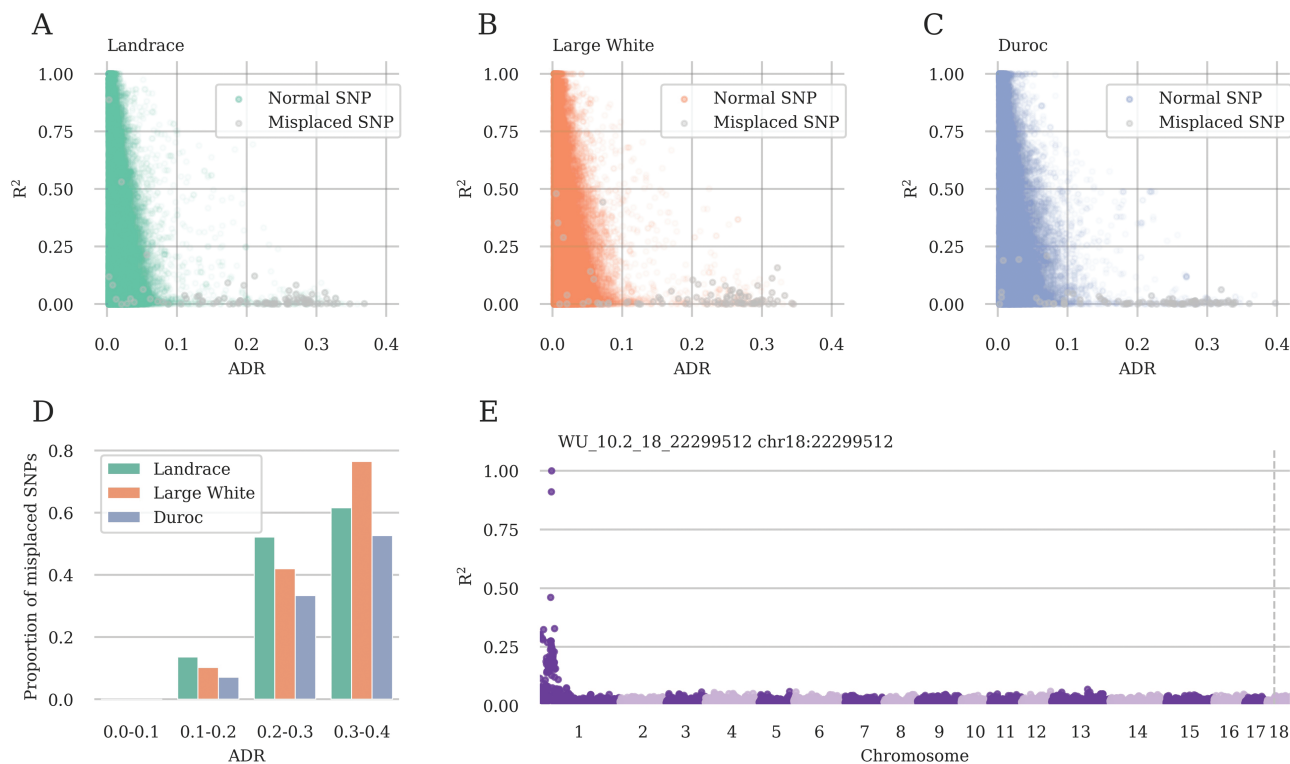 A
Landrace
1.00
0.75
0.50
0.25
0.00
R²
Normal SNP
Misplaced SNP
0.0 0.1 0.2 0.3 0.4
ADR
B
Large White
1.00
0.75
0.50
0.25
0.00
R²
Normal SNP
Misplaced SNP
0.0 0.1 0.2 0.3 0.4
ADR
C
Duroc
1.00
0.75
0.50
0.25
0.00
R²
Normal SNP
Misplaced SNP
0.0 0.1 0.2 0.3 0.4
ADR
D
Proportion of misplaced SNPs
0.8
0.6
0.4
0.2
0.0
Landrace
Large White
Duroc
0.0-0.1 0.1-0.2 0.2-0.3 0.3-0.4
ADR
E
WU_10.2_18_22299512 chr18:22299512
1.00
0.75
0.50
0.25
0.00
R²
1 2 3 4 5 6 7 8 9 10 11 12 13 14 15 16 17 18
Chromosome